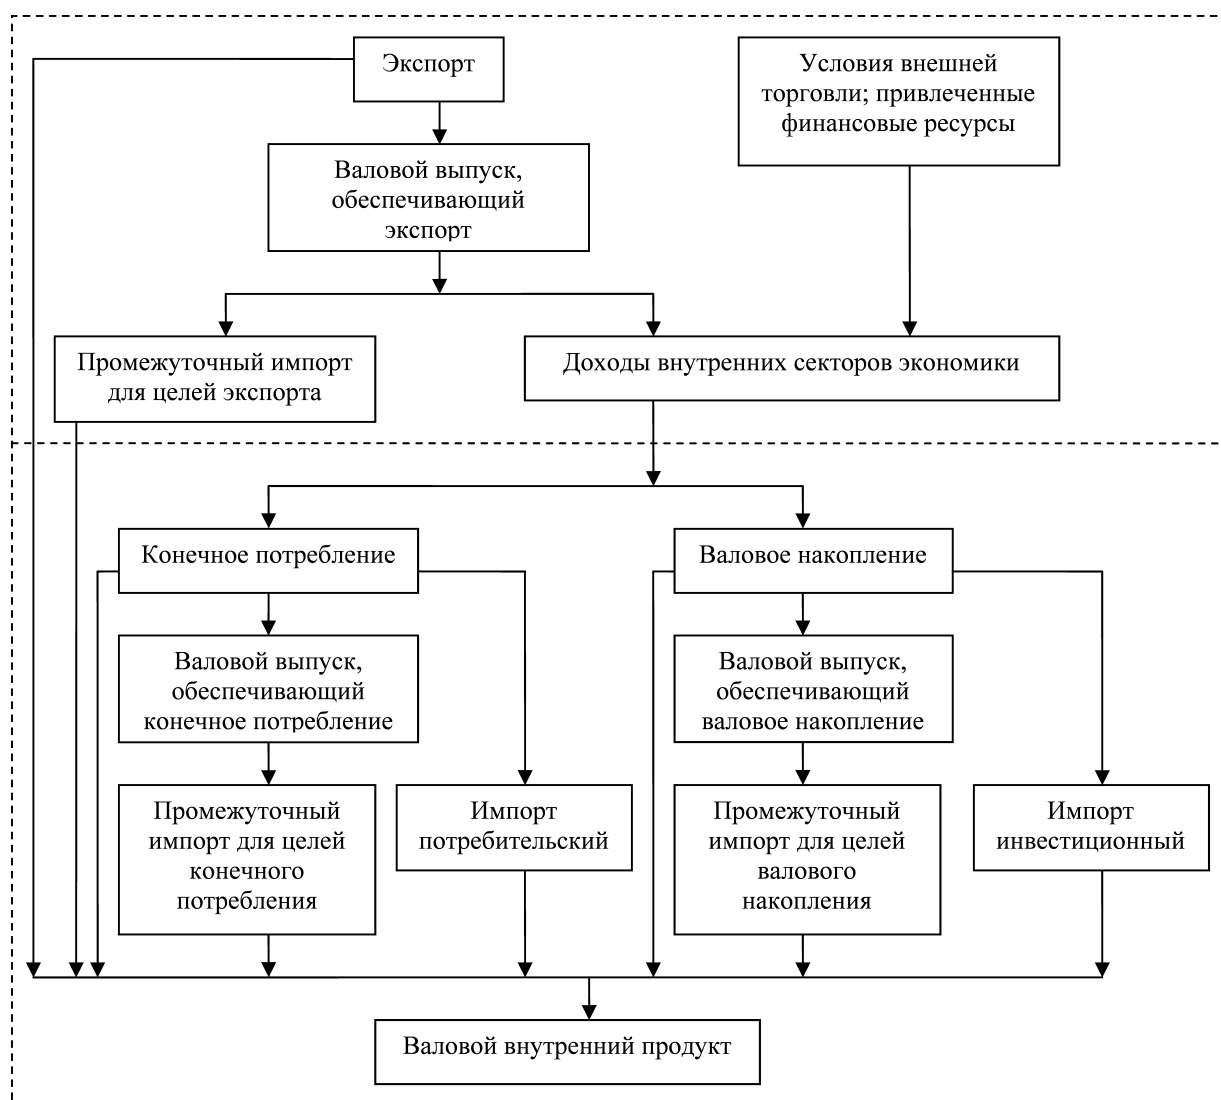 Экспорт
Условия внешней
торговли; привлеченные
финансовые ресурсы
Валовой выпуск,
обеспечивающий
экспорт
Промежуточный импорт
для целей экспорта
Доходы внутренних секторов экономики
Конечное потребление
Валовое накопление
Валовой выпуск,
обеспечивающий
конечное потребление
Валовой выпуск,
обеспечивающий
валовое накопление
Промежуточный
импорт для целей
конечного
потребления
Импорт
потребительский
Промежуточный
импорт для целей
валового
накопления
Импорт
инвестиционный
Валовой внутренний продукт